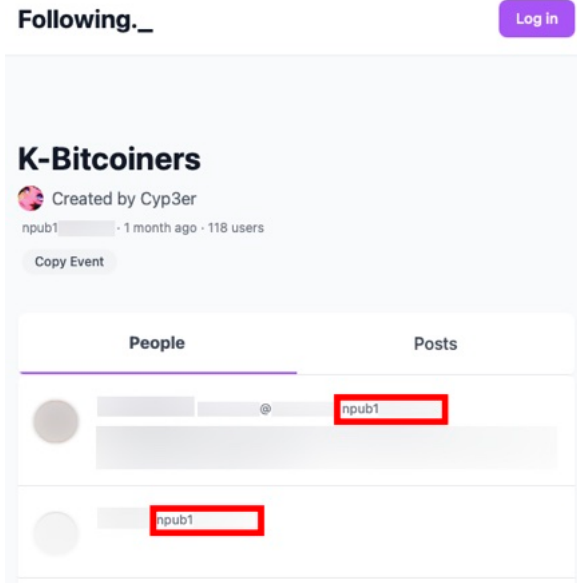 Following._
Log in
K-Bitcoiners
Created by Cyp3er
npub1 · 1 month ago · 118 users
Copy Event
People
Posts
@ npub1
npub1